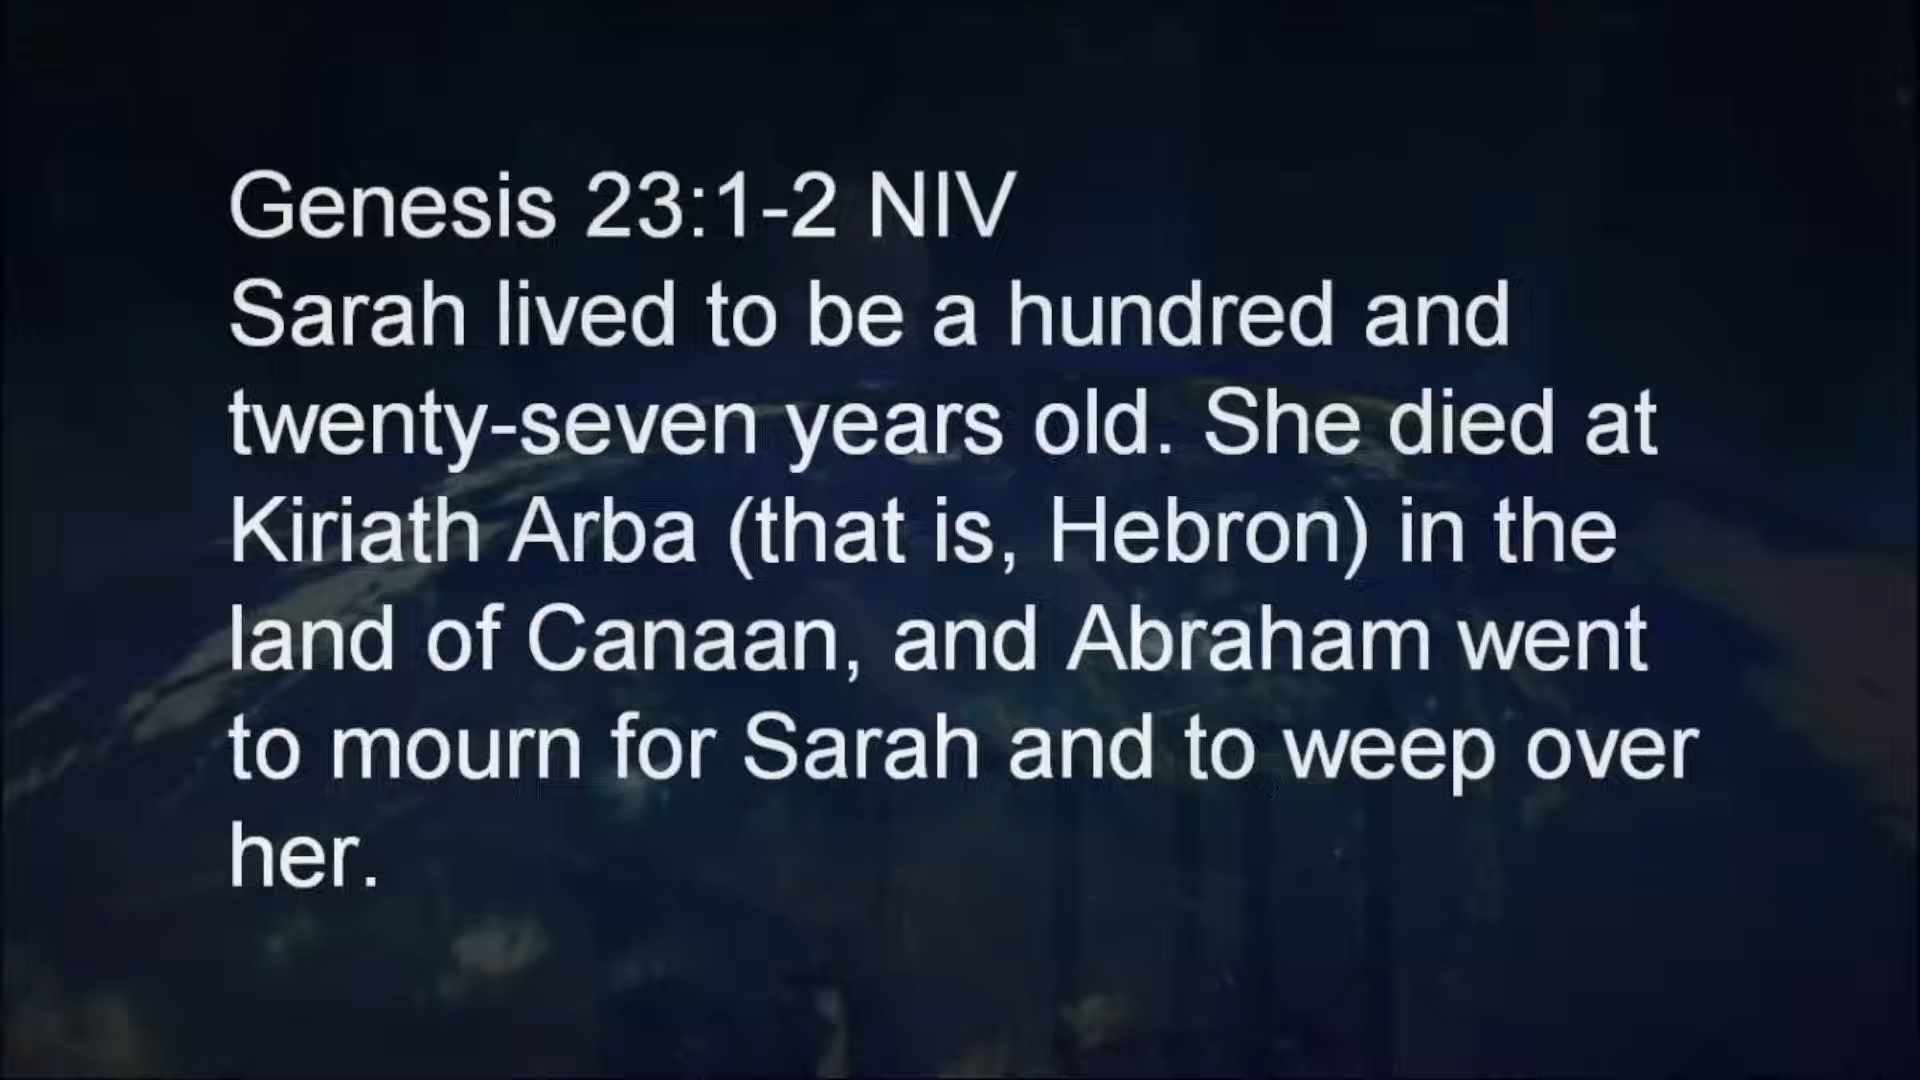 Genesis 23:1-2 NIV
Sarah lived to be a hundred and
twenty-seven years old. She died at
Kiriath Arba (that is, Hebron) in the
land of Canaan, and Abraham went
to mourn for Sarah and to weep over
her.